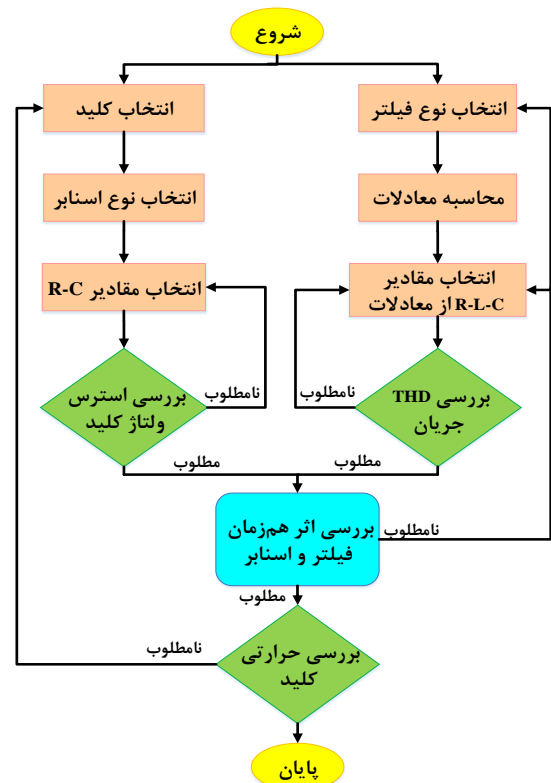 شروع
انتخاب کلید
انتخاب نوع فیلتر
انتخاب نوع اسنابر
محاسبه معادلات
انتخاب مقادیر R-C
انتخاب مقادیر
R-L-C از معادلات
بررسی استرس
ولتاژ کلید
نامطلوب
نامطلوب
بررسی THD
جریان
مطلوب
مطلوب
بررسی اثر هم‌زمان
فیلتر و اسنابر
نامطلوب
مطلوب
بررسی حرارتی
کلید
نامطلوب
پایان